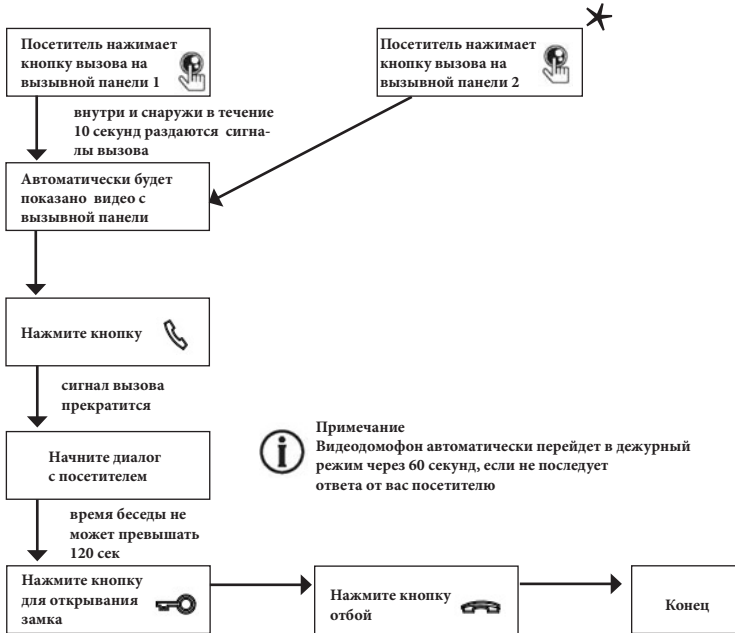 Посетитель нажимает
кнопку вызова на
вызывной панели 1
Посетитель нажимает
кнопку вызова на
вызывной панели 2
внутри и снаружи в течение
10 секунд раздаются сигна-
лы вызова
Автоматически будет
показано видео с
вызывной панели
Нажмите кнопку
сигнал вызова
прекратится
Начните диалог
с посетителем
Примечание
Видеодомофон автоматически перейдет в дежурный
режим через 60 секунд, если не последует
ответа от вас посетителю
время беседы не
может превышать
120 сек
Нажмите кнопку
для открывания
замка
Нажмите кнопку
отбой
Конец